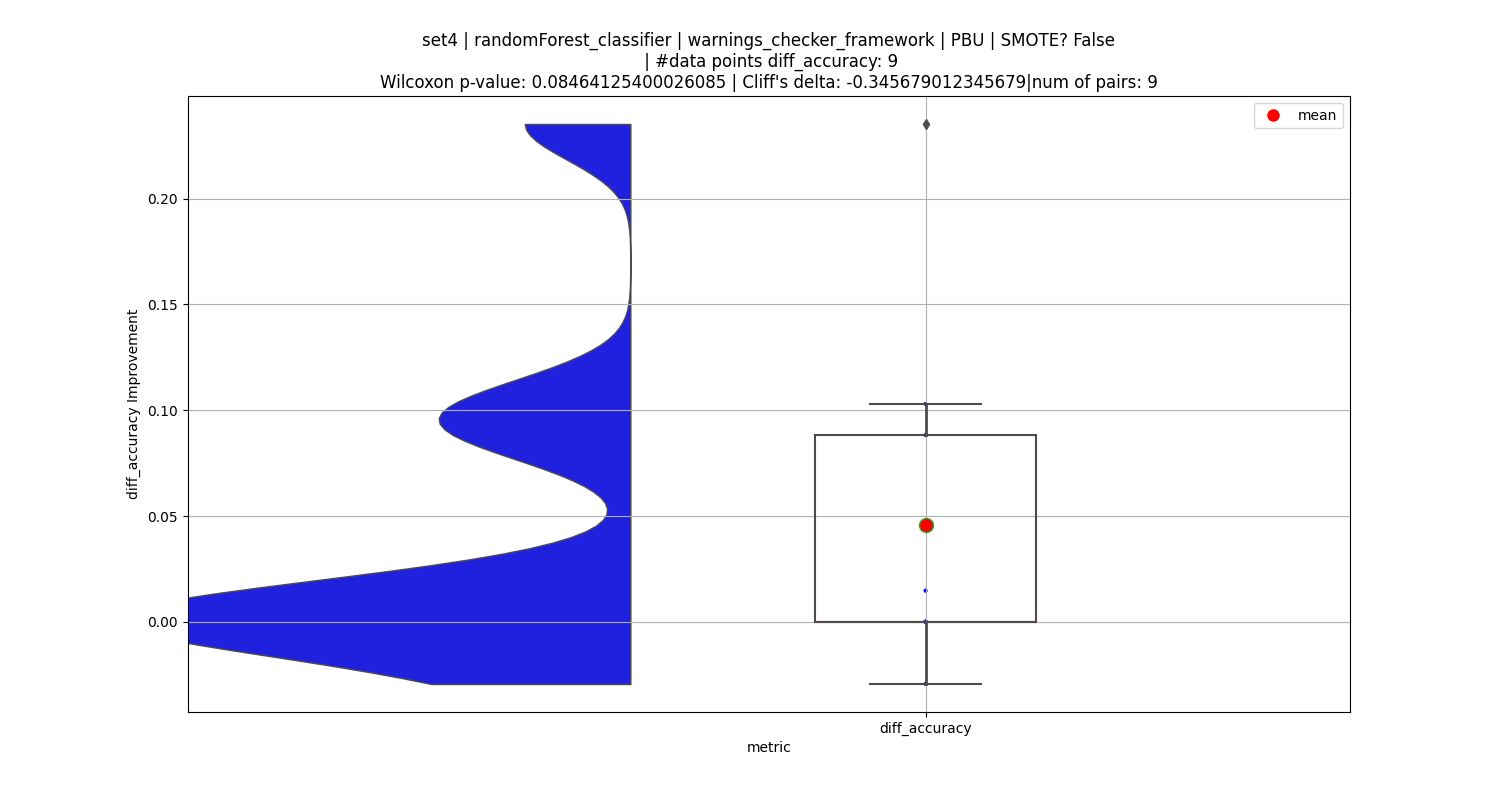 set4 | randomForest_classifier | warnings_checker_framework | PBU | SMOTE? False
| #data points diff_accuracy: 9
Wilcoxon p-value: 0.08464125400026085 | Cliff's delta: -0.345679012345679|num of pairs: 9
mean
diff_accuracy Improvement
0.20
0.15
0.10
0.05
0.00
diff_accuracy
metric